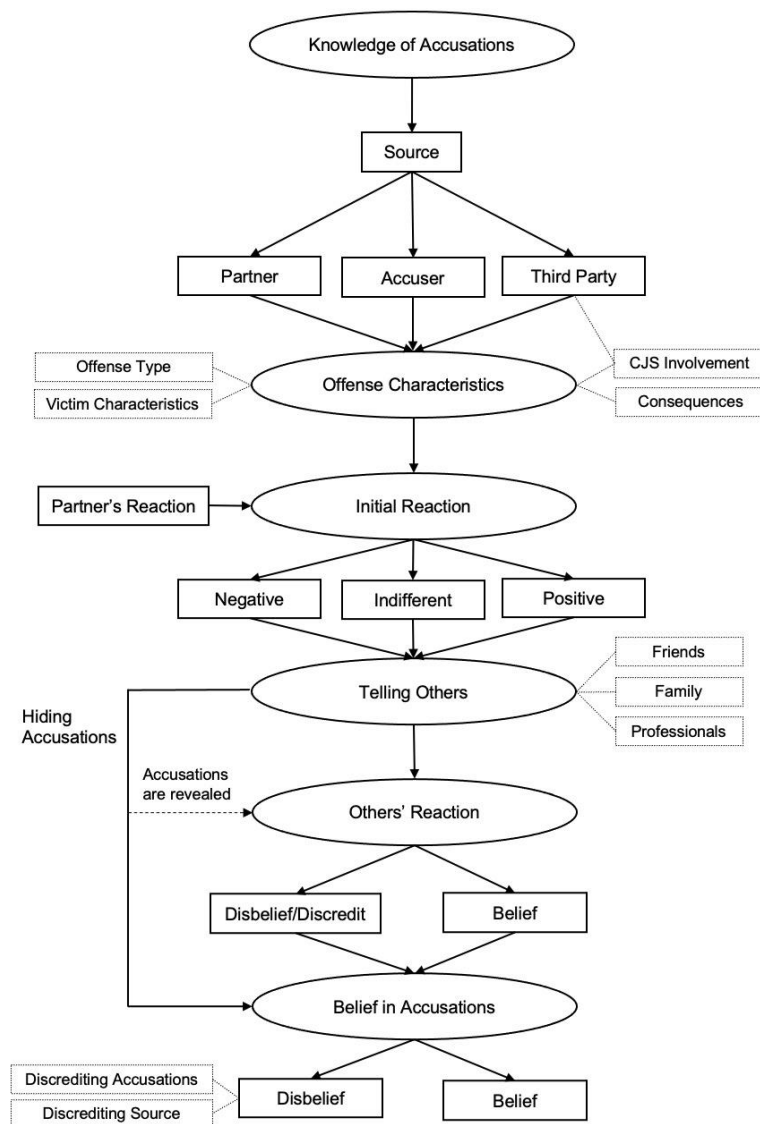 Knowledge of Accusations
Source
Partner
Accuser
Third Party
Offense Type
Victim Characteristics
Offense Characteristics
CJS Involvement
Consequences
Partner’s Reaction
Initial Reaction
Negative
Indifferent
Positive
Telling Others
Friends
Family
Professionals
Hiding
Accusations
Accusations
are revealed
Others’ Reaction
Disbelief/Discredit
Belief
Belief in Accusations
Discrediting Accusations
Discrediting Source
Disbelief
Belief